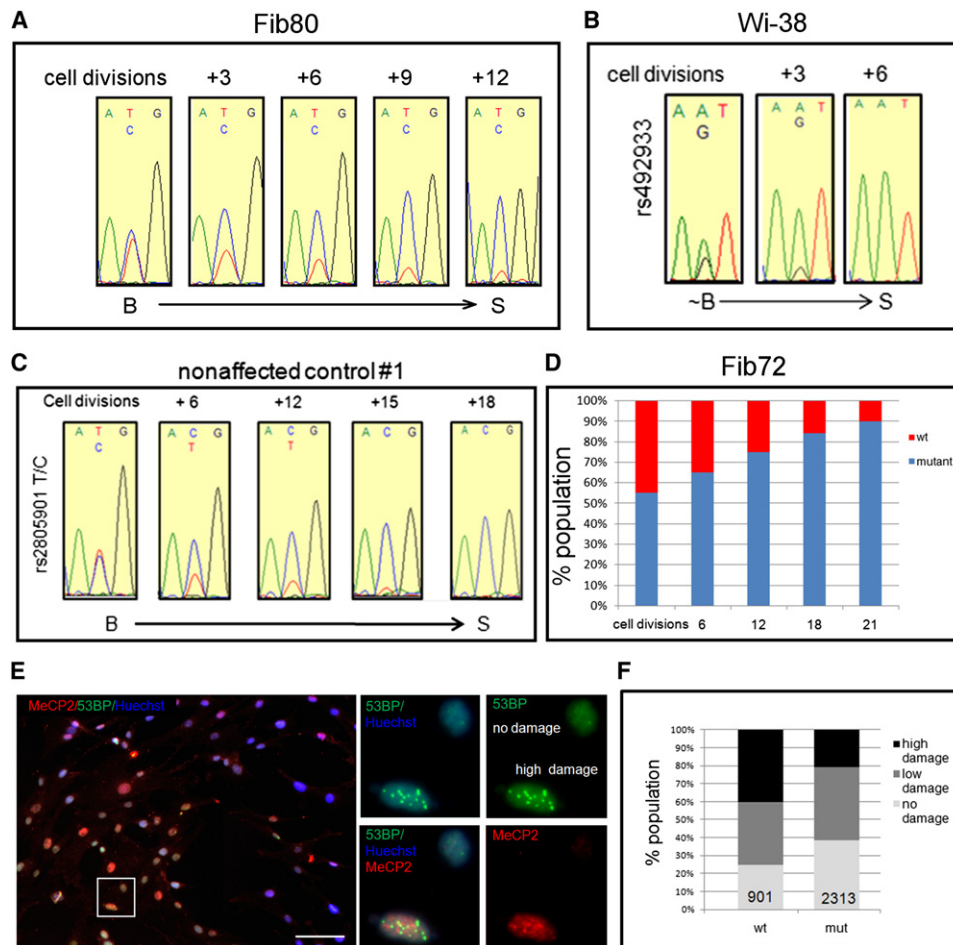 A
Fib80
cell divisions +3 +6 +9 +12
A T G
C
A T G
C
A T G
C
A T G
C
A T G
C
B S
B
Wi-38
cell divisions +3 +6
rs492933
A A T
G
A A T
G
A A T
~B S
C
nonaffected control #1
Cell divisions + 6 +12 +15 +18
rs2805901 T/C
A T G
C
A C G
T
A C G
T
A C G
A C G
B S
D
Fib72
% population
100%
90%
80%
70%
60%
50%
40%
30%
20%
10%
0%
cell divisions 6 12 18 21
wt
mutant
E
MeCP2/53BP/Huechst
53BP/
Huechst
53BP
no damage
high damage
53BP/
Huechst
MeCP2
MeCP2
F
% population
100%
90%
80%
70%
60%
50%
40%
30%
20%
10%
0%
901 2313
wt mut
high
damage
low
damage
no
damage